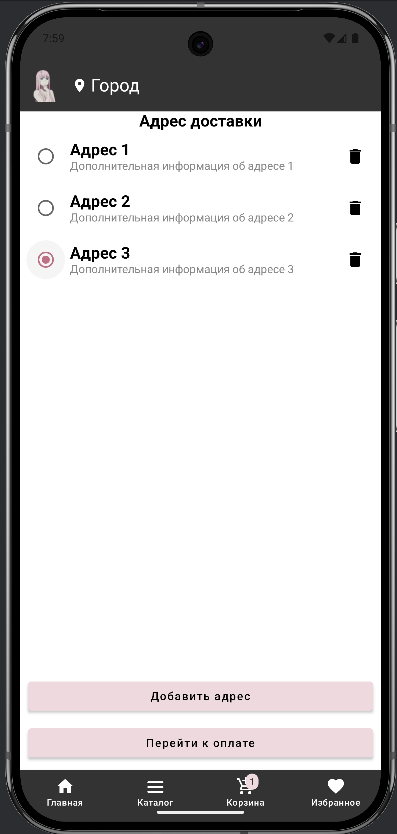 7:59
Город
Адрес доставки
Адрес 1
Дополнительная информация об адресе 1
Адрес 2
Дополнительная информация об адресе 2
Адрес 3
Дополнительная информация об адресе 3
Добавить адрес
Перейти к оплате
1
Главная Каталог Корзина Избранное